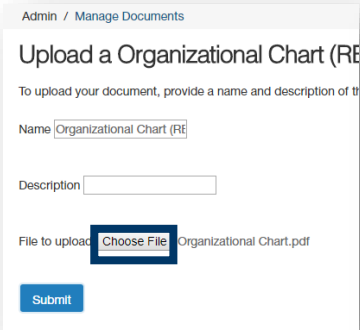 Admin / Manage Documents
Upload a Organizational Chart (RE
To upload your document, provide a name and description of th
Name Organizational Chart (RE
Description
File to upload Choose File Organizational Chart.pdf
Submit